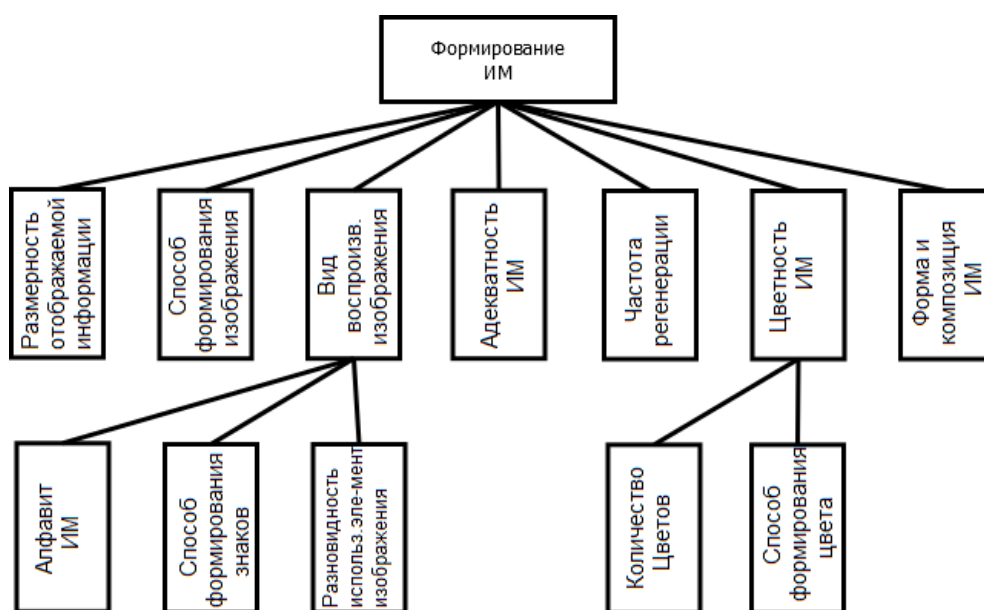 Формирование
ИМ
Размерность
отображаемой
информации
Способ
формирования
изображения
Вид
воспроизв.
изображения
Адекватность
ИМ
Частота
регенерации
Цветность
ИМ
Форма и
композиция
ИМ
Алфавит
ИМ
Способ
формирования
знаков
Разновидность
использ.эле-мент
изображения
Количество
Цветов
Способ
формирования
цвета